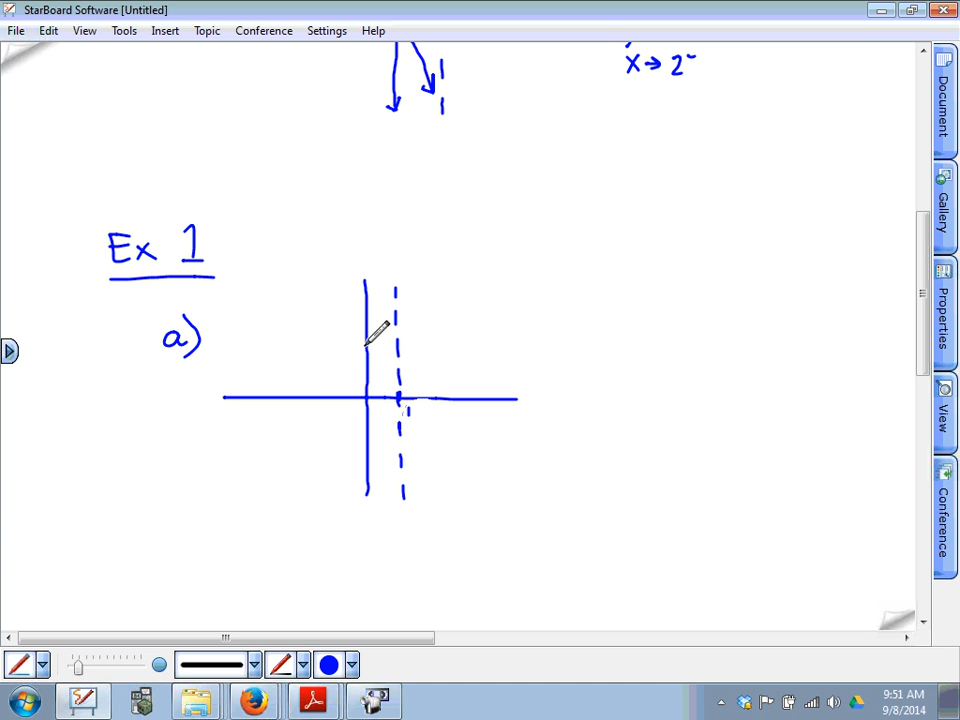 StarBoard Software [Untitled]
File Edit View Tools Insert Topic Conference Settings Help
x→2⁻
Ex 1
a)
1
Document
Gallery
Properties
View
Conference
9:51 AM
9/8/2014